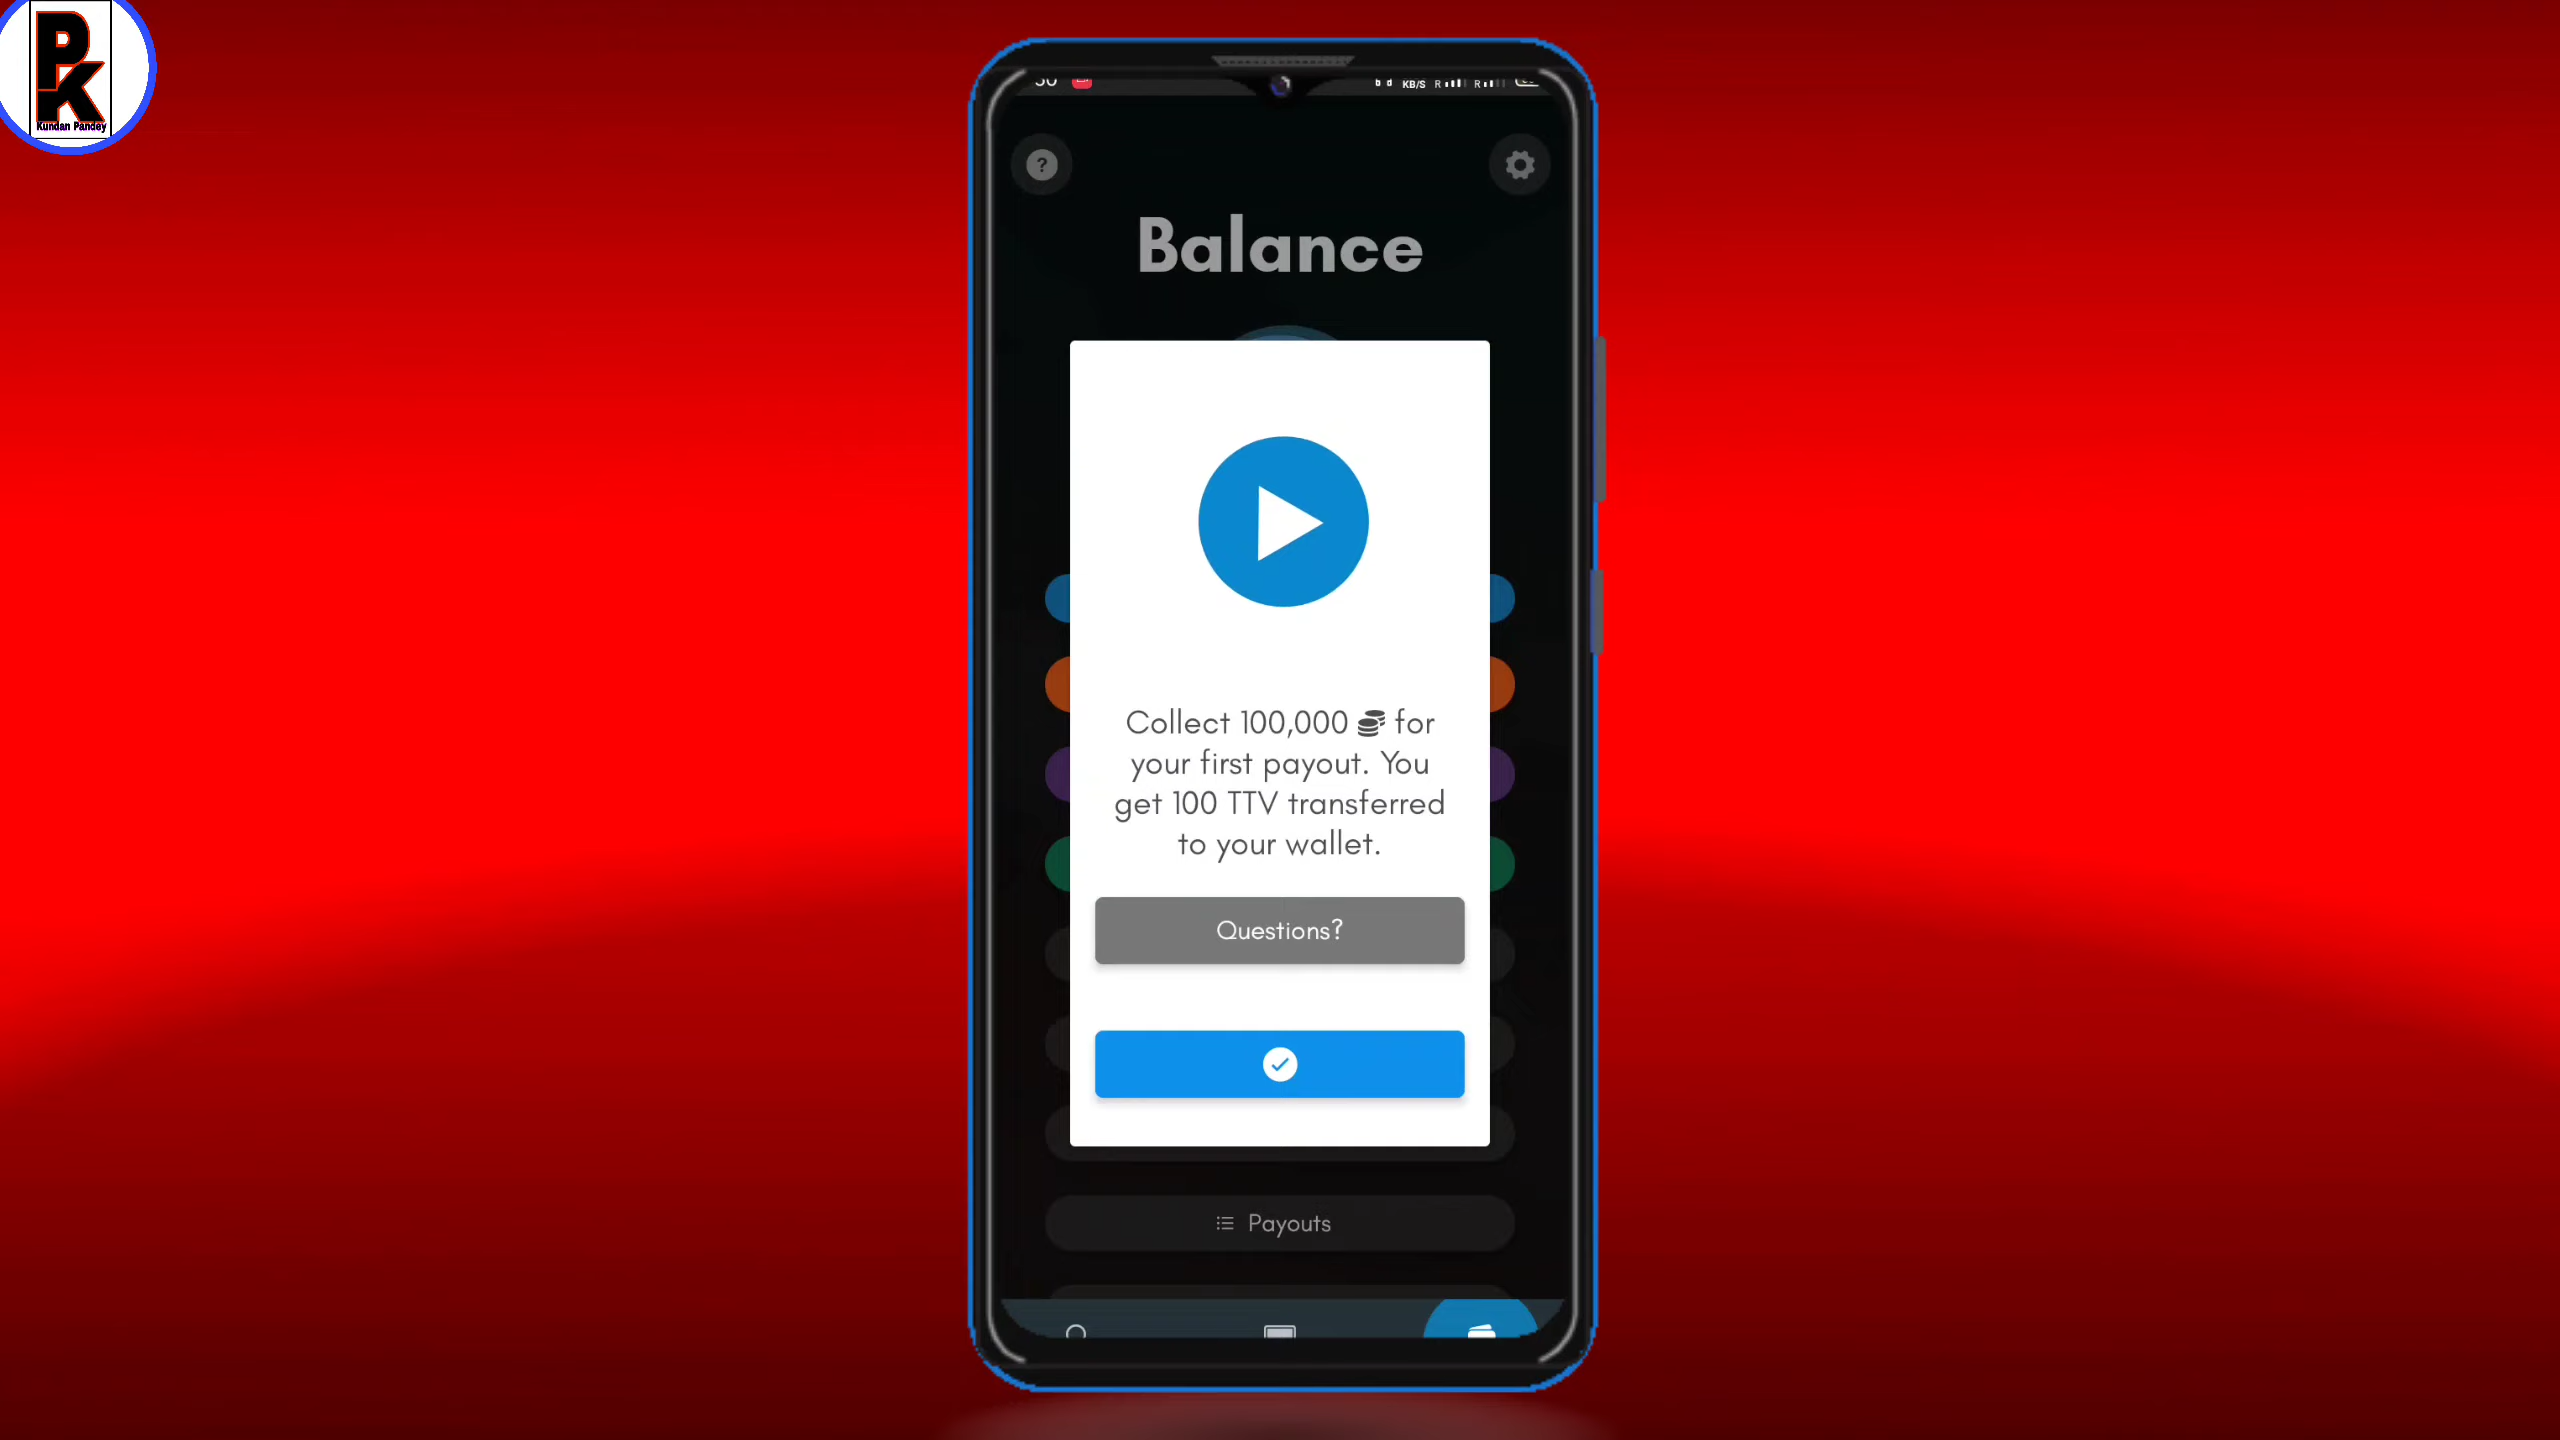 PK
Kundan Pandey
KB/S R R
?
Balance
Collect 100,000 for
your first payout. You
get 100 TTV transferred
to your wallet.
Questions?
Payouts